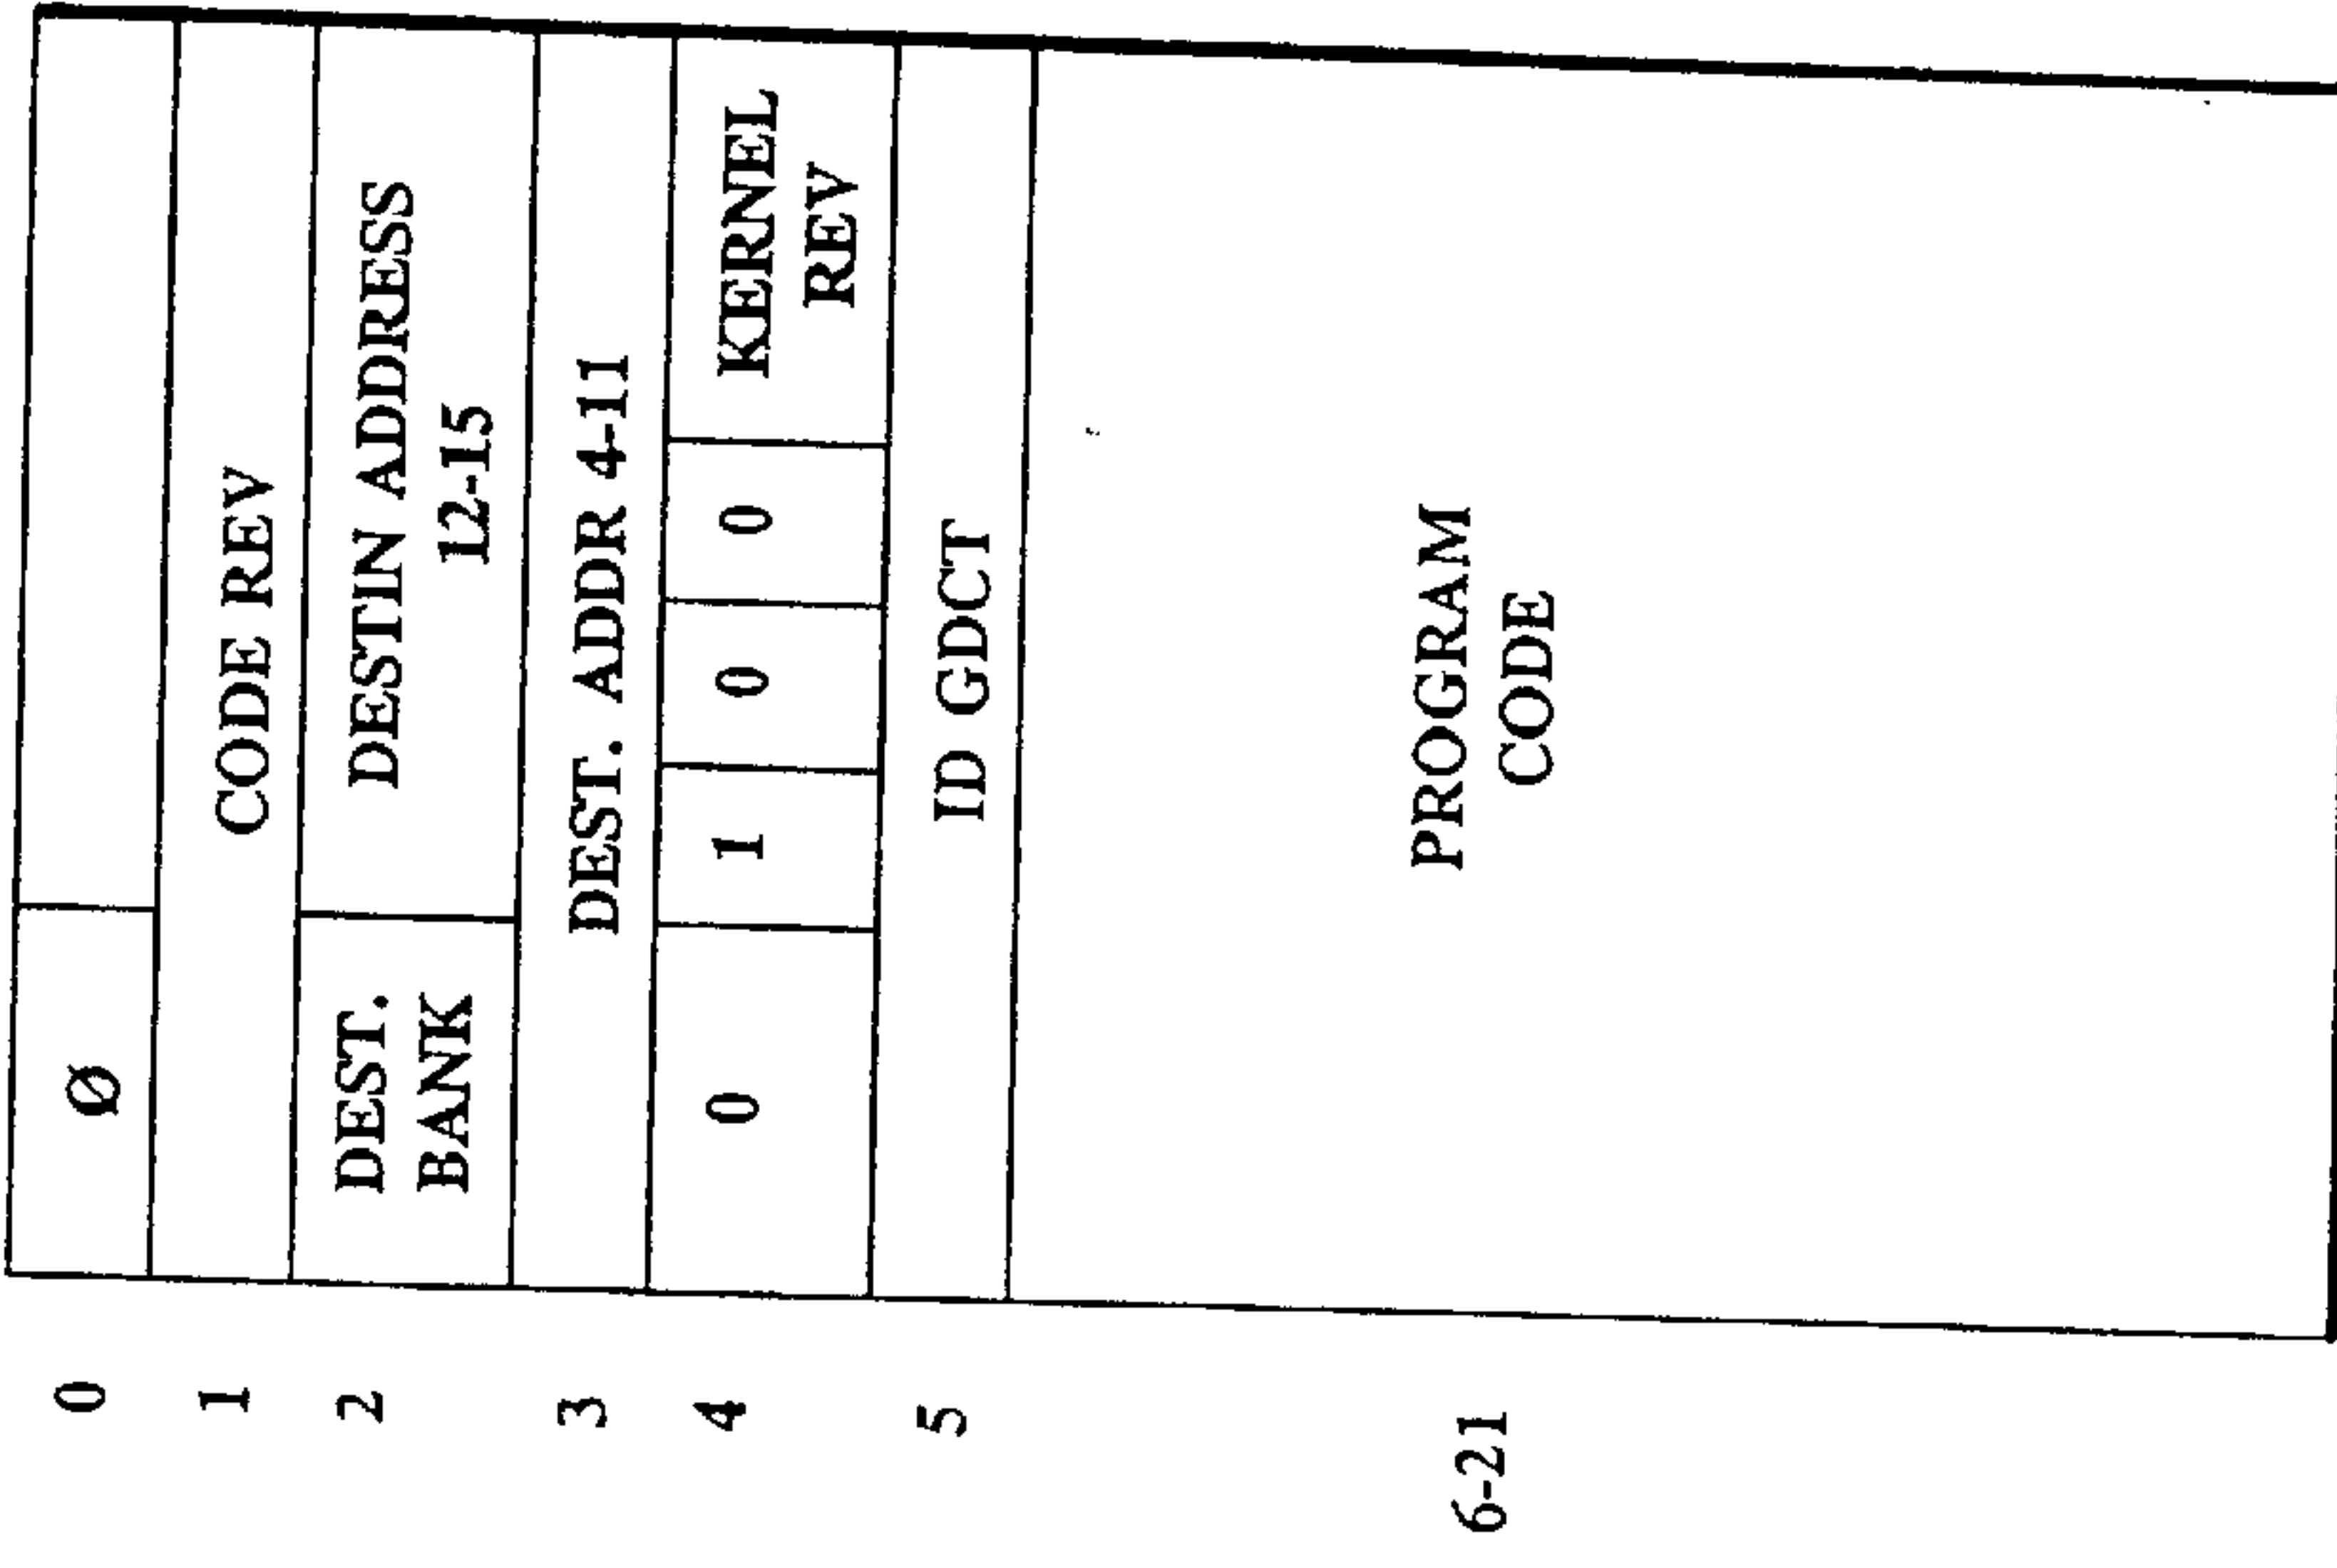 0 Ø
1 CODE REV
2 DEST. DESTIN ADDRESS
BANK 12-15
3 DEST. ADDR 4-11
4 0 1 0 0 KERNEL
REV
5 ID GDCT
6-21 PROGRAM
CODE